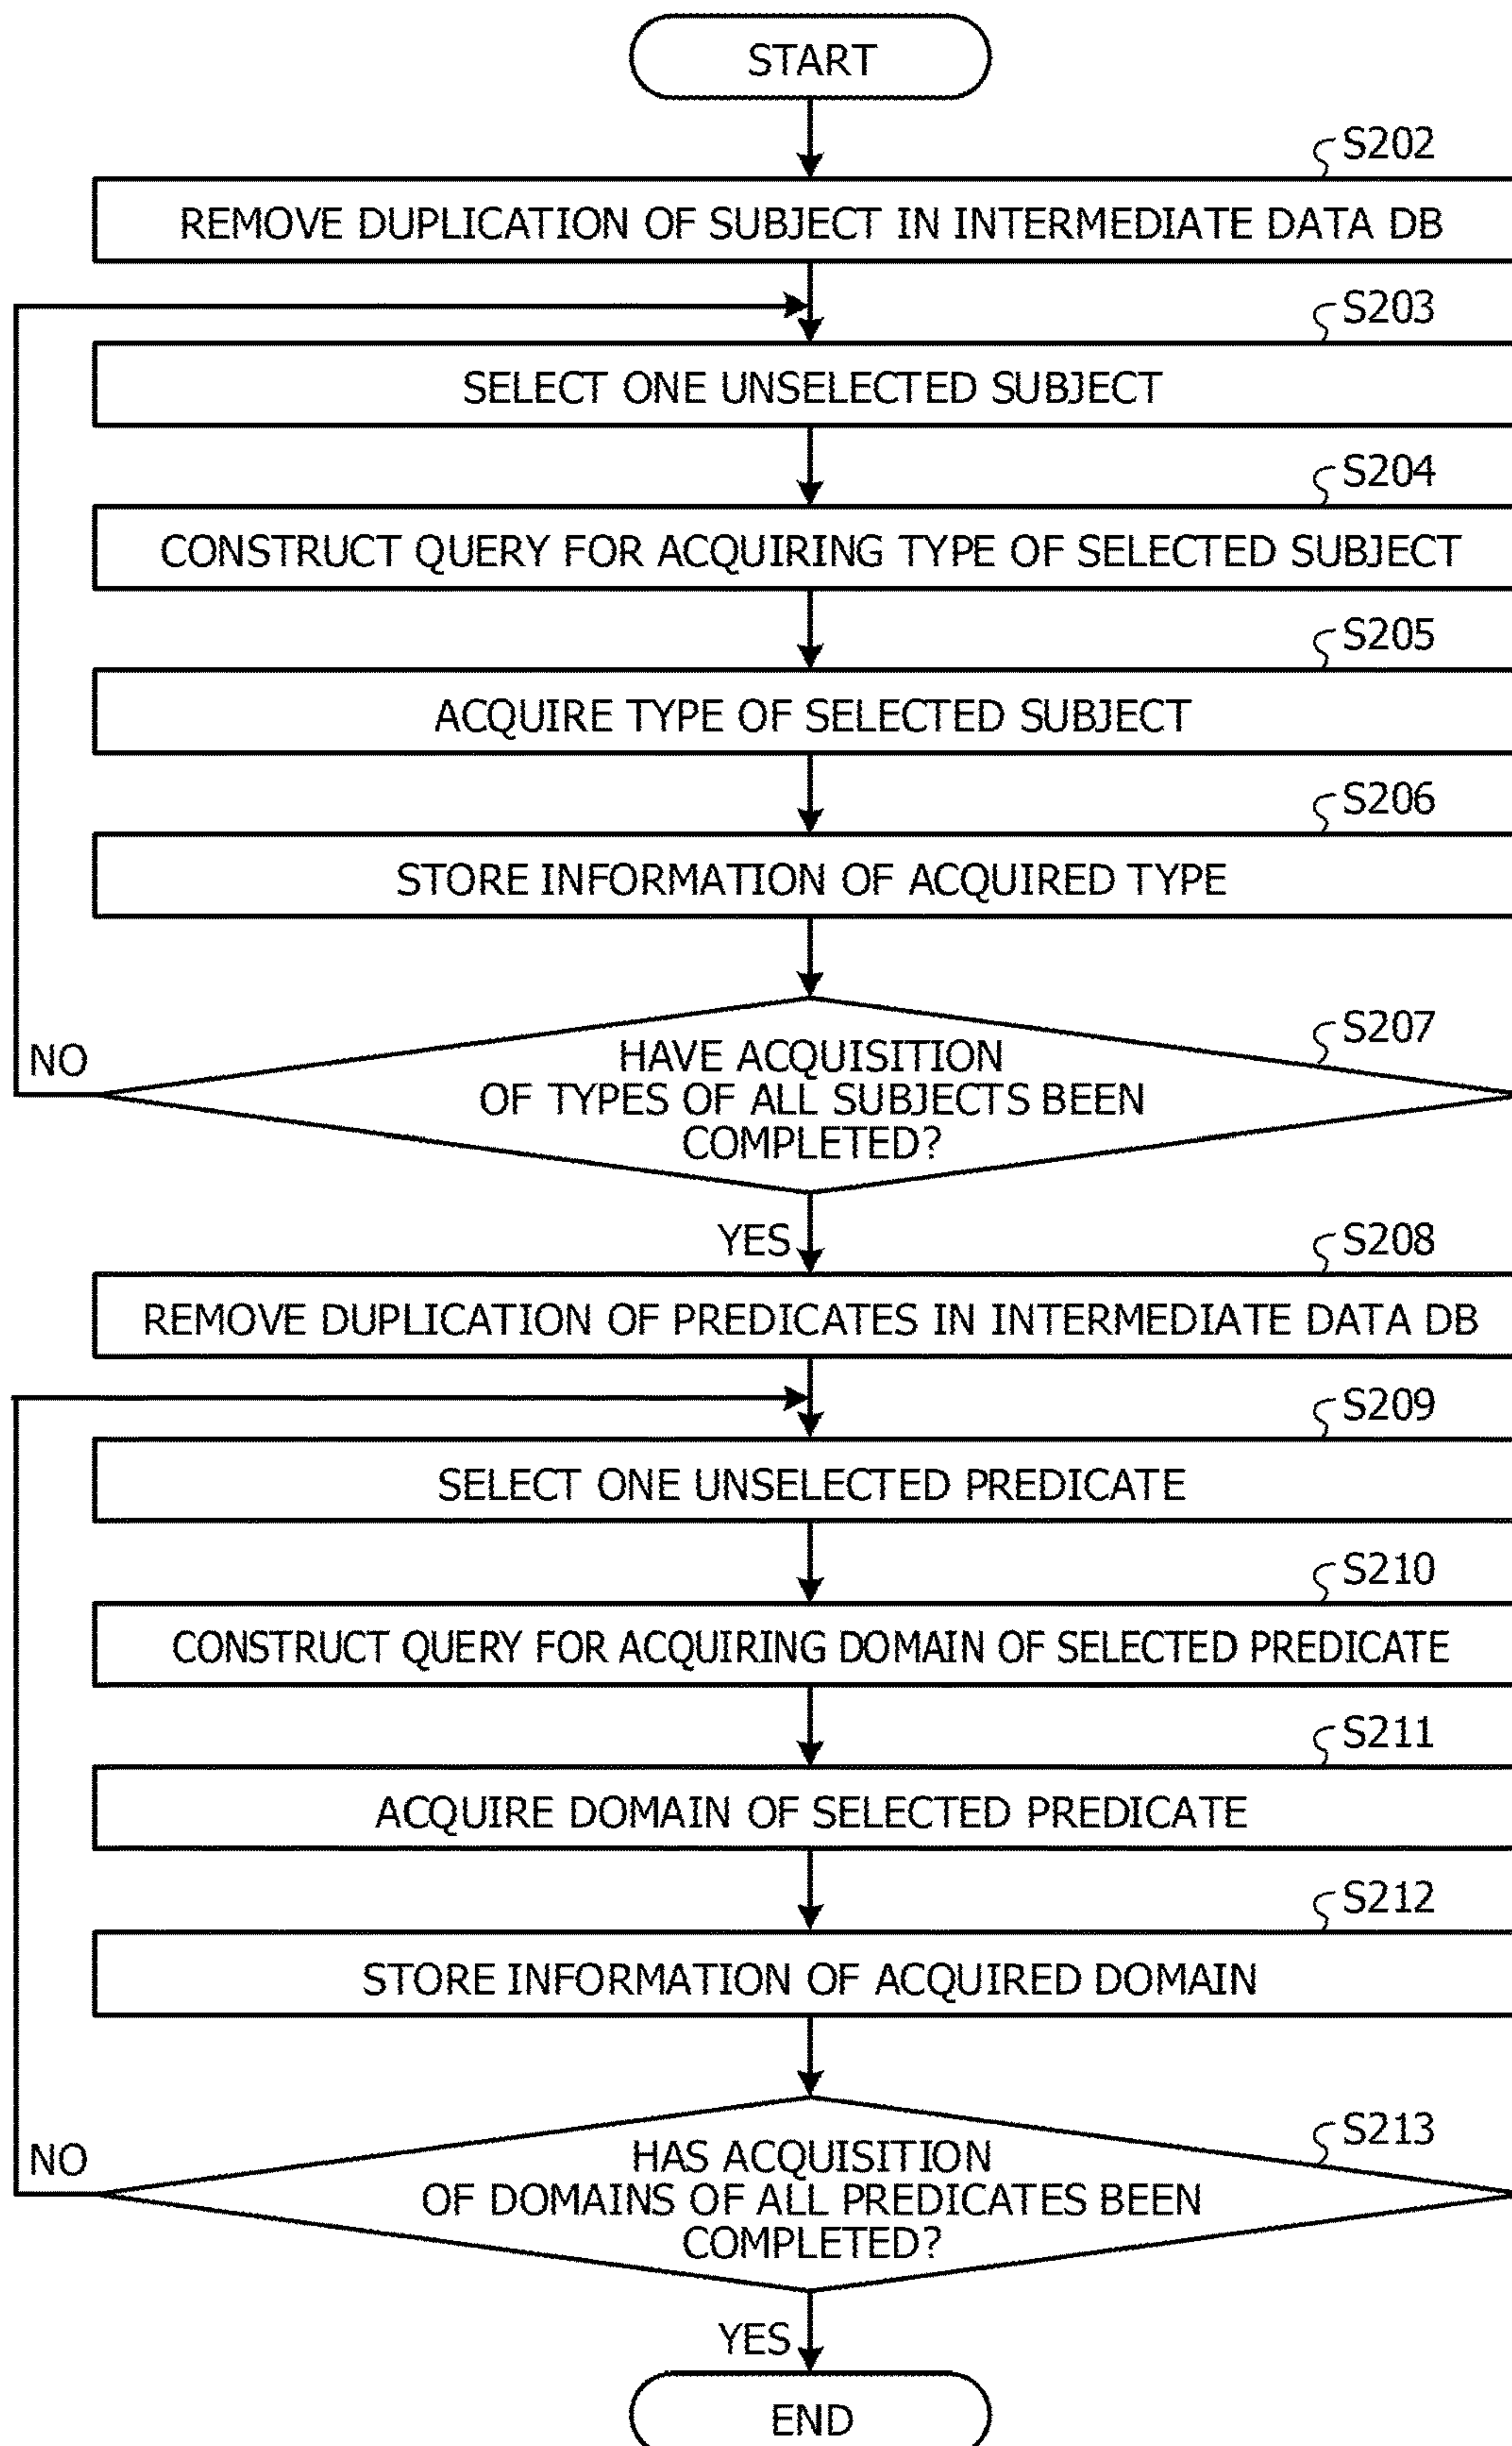 START
S202
REMOVE DUPLICATION OF SUBJECT IN INTERMEDIATE DATA DB
S203
SELECT ONE UNSELECTED SUBJECT
S204
CONSTRUCT QUERY FOR ACQUIRING TYPE OF SELECTED SUBJECT
S205
ACQUIRE TYPE OF SELECTED SUBJECT
S206
STORE INFORMATION OF ACQUIRED TYPE
S207
NO
HAVE ACQUISITION
OF TYPES OF ALL SUBJECTS BEEN
COMPLETED?
YES
S208
REMOVE DUPLICATION OF PREDICATES IN INTERMEDIATE DATA DB
S209
SELECT ONE UNSELECTED PREDICATE
S210
CONSTRUCT QUERY FOR ACQUIRING DOMAIN OF SELECTED PREDICATE
S211
ACQUIRE DOMAIN OF SELECTED PREDICATE
S212
STORE INFORMATION OF ACQUIRED DOMAIN
S213
NO
HAS ACQUISITION
OF DOMAINS OF ALL PREDICATES BEEN
COMPLETED?
YES
END